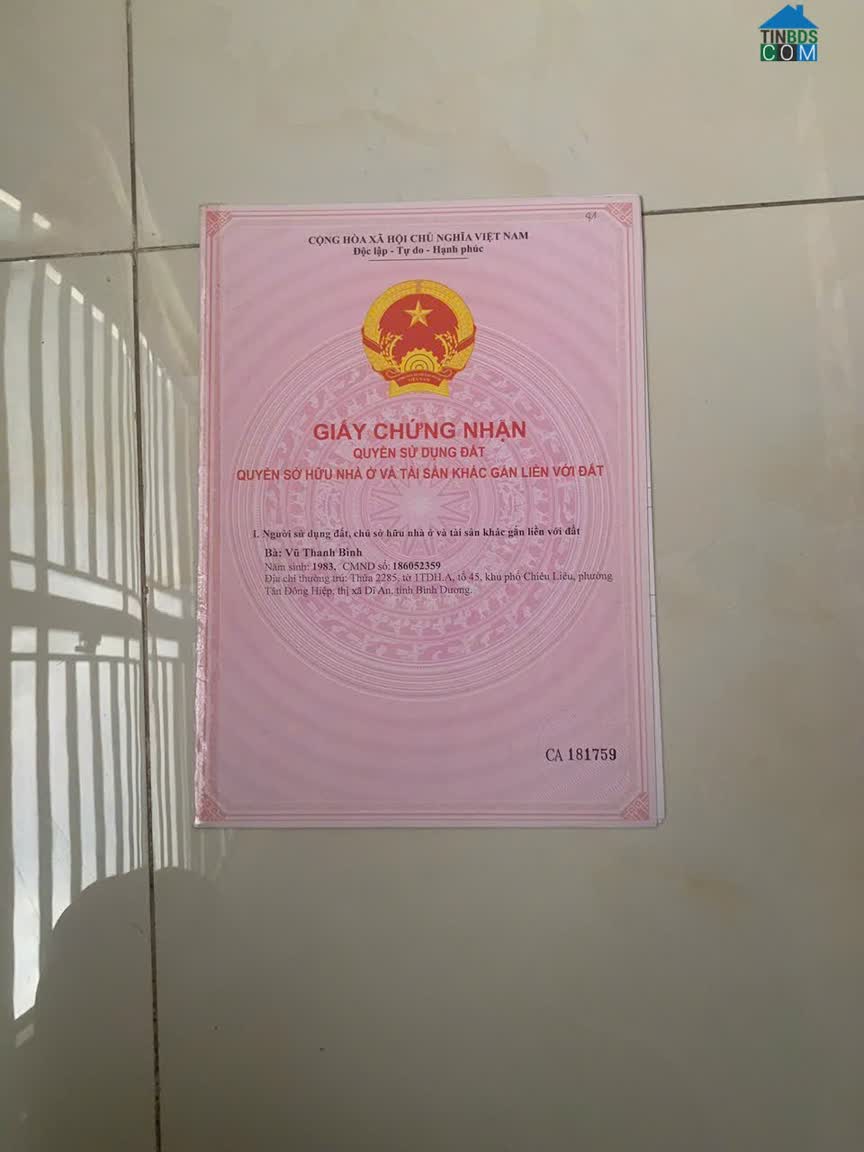 TINBDS
COM
CỘNG HÒA XÃ HỘI CHỦ NGHĨA VIỆT NAM
Độc lập - Tự do - Hạnh phúc
VIỆT NAM
GIẤY CHỨNG NHẬN
QUYỀN SỬ DỤNG ĐẤT
QUYỀN SỞ HỮU NHÀ Ở VÀ TÀI SẢN KHÁC GẮN LIỀN VỚI ĐẤT
I. Người sử dụng đất, chủ sở hữu nhà ở và tài sản khác gắn liền với đất
Bà: Vũ Thanh Bình
Năm sinh: 1983, CMND số: 186052359
Địa chỉ thường trú: Thửa 2285, tờ 1TDH.A, tổ 45, khu phố Chiêu Liêu, phường
Tân Đông Hiệp, thị xã Dĩ An, tỉnh Bình Dương.
CA 181759